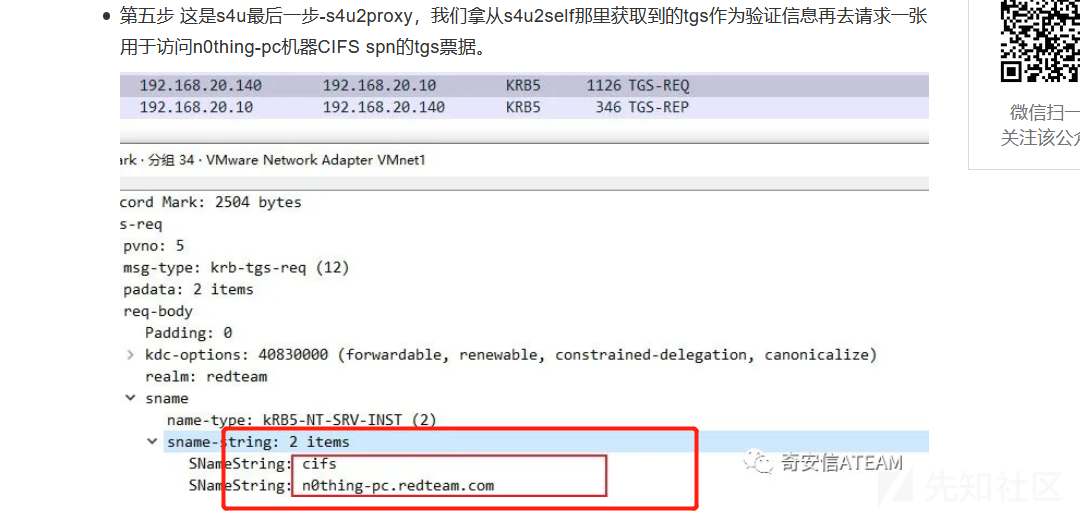 第五步 这是s4u最后一步-s4u2proxy，我们拿从s4u2self那里获取到的tgs作为验证信息再去请求一张
用于访问n0thing-pc机器CIFS spn的tgs票据。
192.168.20.140 192.168.20.10 KRB5 1126 TGS-REQ
192.168.20.10 192.168.20.140 KRB5 346 TGS-REP
ark · 分组 34 · VMware Network Adapter VMnet1
cord Mark: 2504 bytes
s-req
pvno: 5
msg-type: krb-tgs-req (12)
padata: 2 items
req-body
Padding: 0
kdc-options: 40830000 (forwardable, renewable, constrained-delegation, canonicalize)
realm: redteam
sname
name-type: kRB5-NT-SRV-INST (2)
sname-string: 2 items
SNameString: cifs
SNameString: n0thing-pc.redteam.com
奇安信ATEAM
先知社区
微信扫一
关注该公